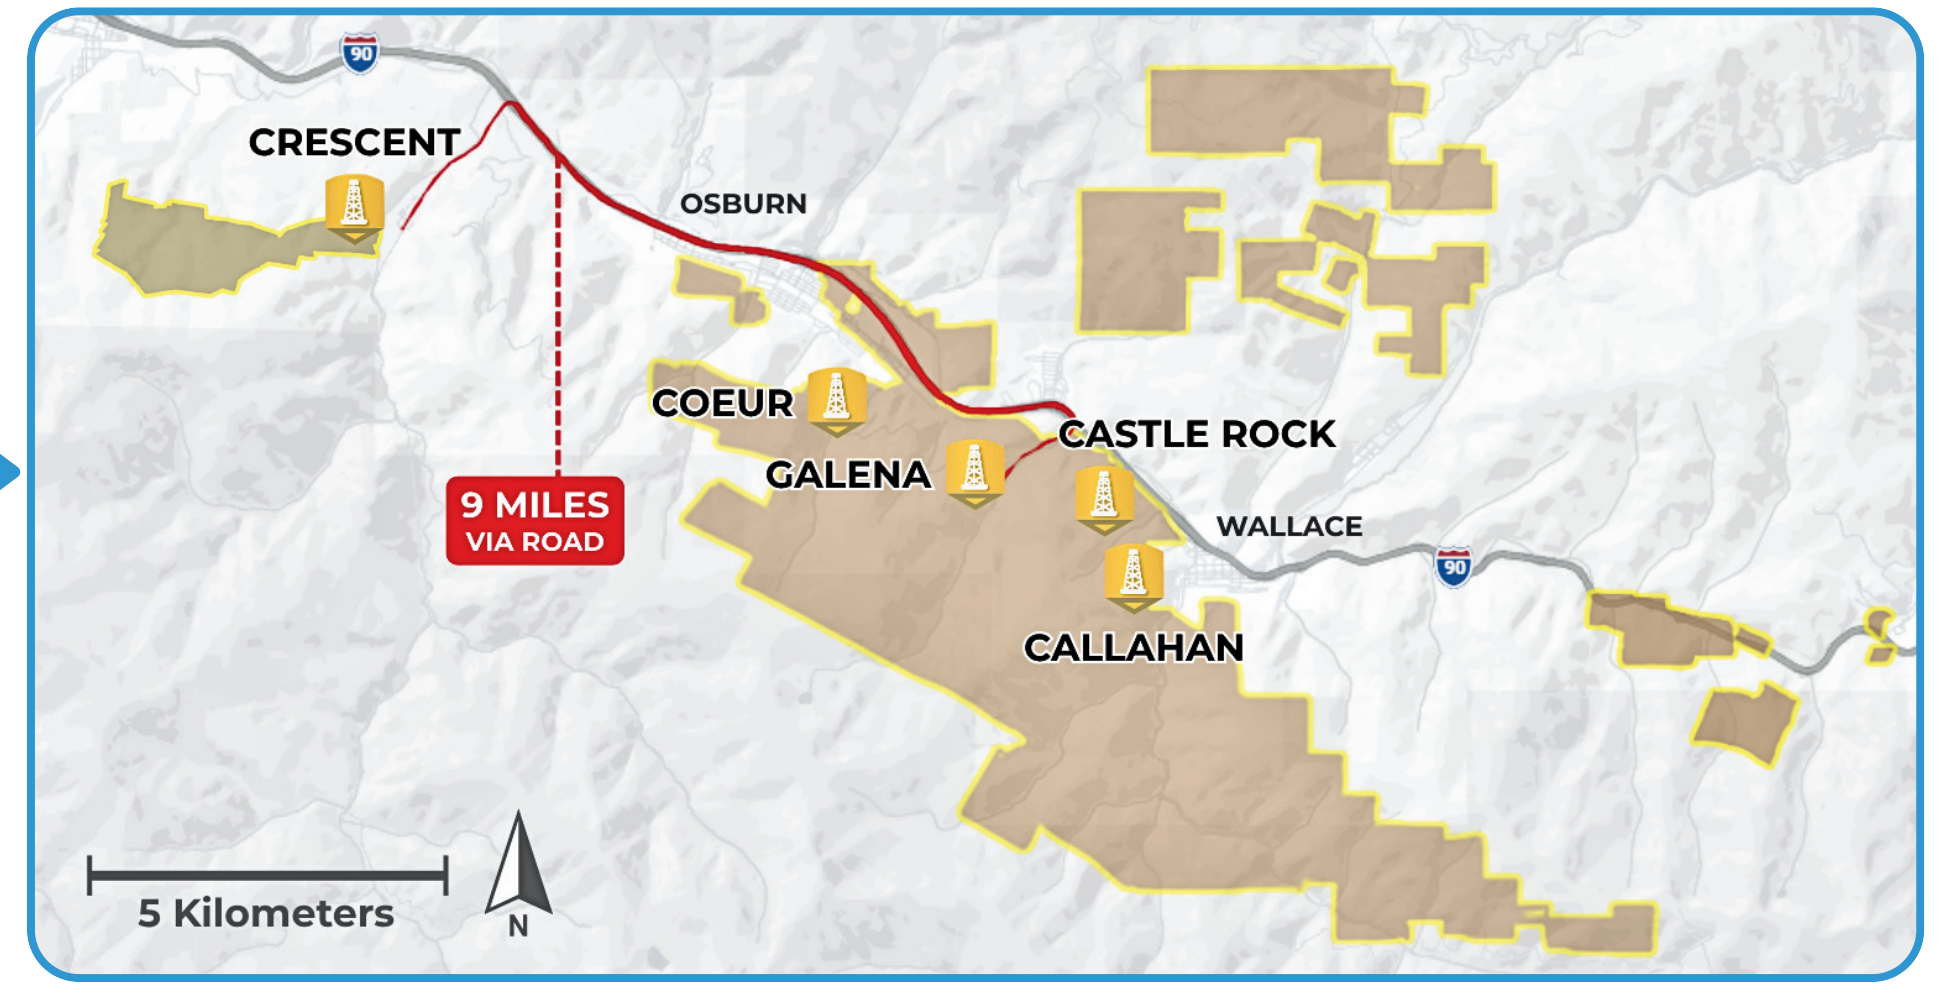 90
CRESCENT
OSBURN
COEUR
CASTLE ROCK
GALENA
9 MILES
VIA ROAD
WALLACE
90
CALLAHAN
5 Kilometers
N